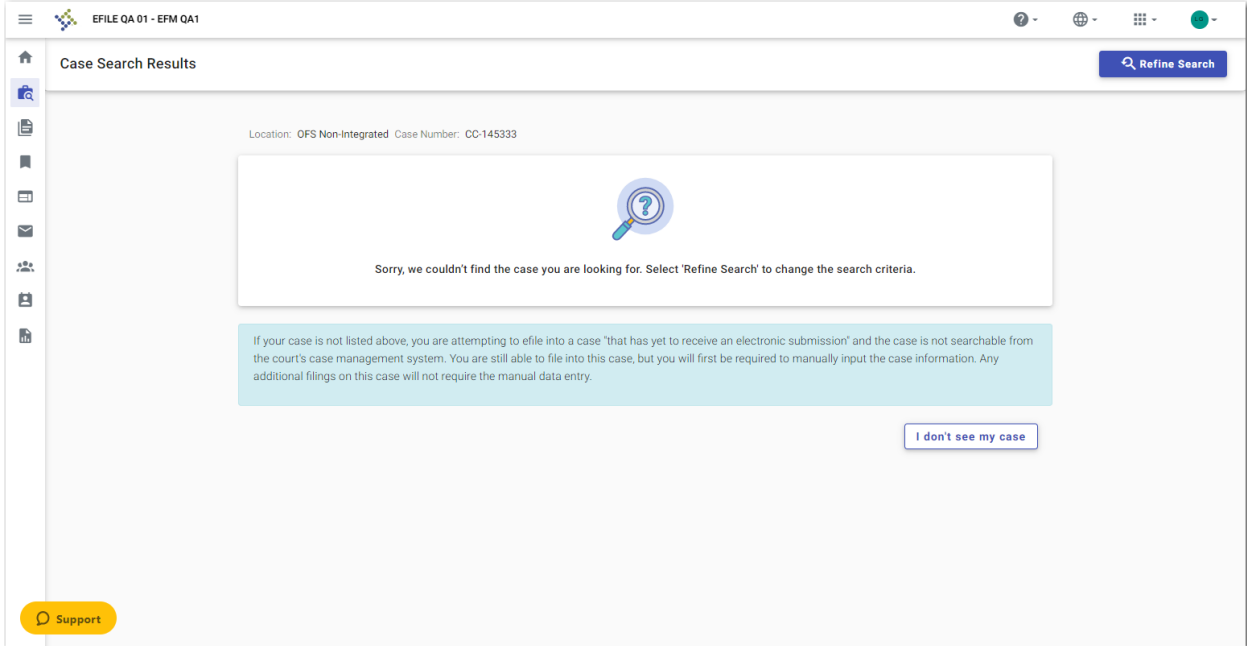 EFILE QA 01 - EFM QA1
LG
Case Search Results
Refine Search
Location: OFS Non-Integrated Case Number: CC-145333
?
Sorry, we couldn't find the case you are looking for. Select 'Refine Search' to change the search criteria.
If your case is not listed above, you are attempting to efile into a case "that has yet to receive an electronic submission" and the case is not searchable from
the court's case management system. You are still able to file into this case, but you will first be required to manually input the case information. Any
additional filings on this case will not require the manual data entry.
I don't see my case
Support